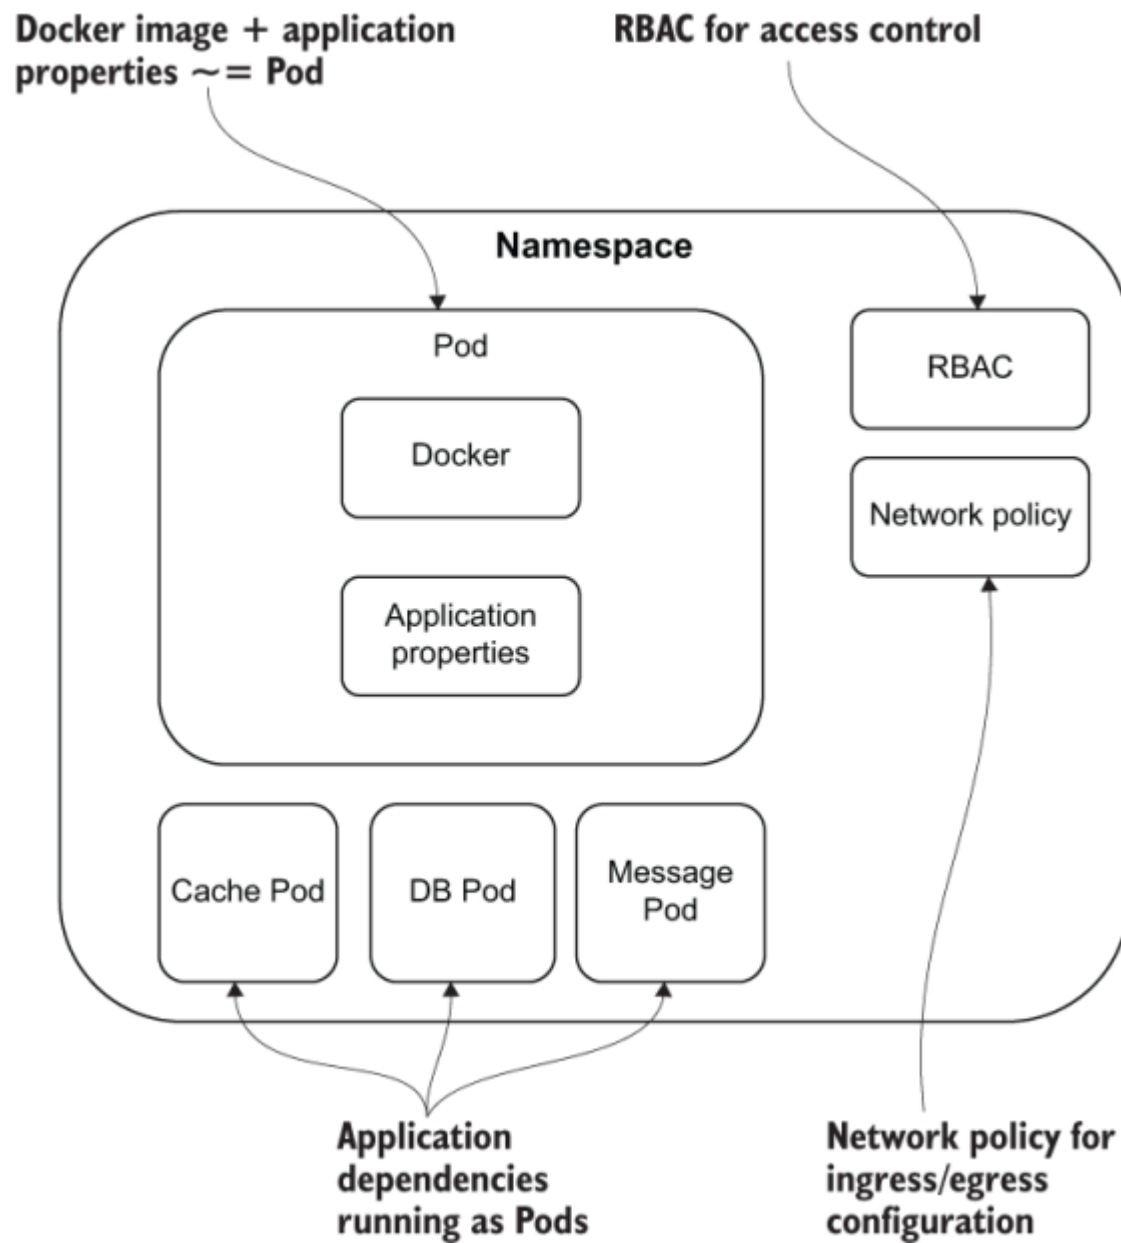 Docker image + application
properties ~= Pod
RBAC for access control
Namespace
Pod
Docker
Application
properties
RBAC
Network policy
Cache Pod
DB Pod
Message
Pod
Application
dependencies
running as Pods
Network policy for
ingress/egress
configuration